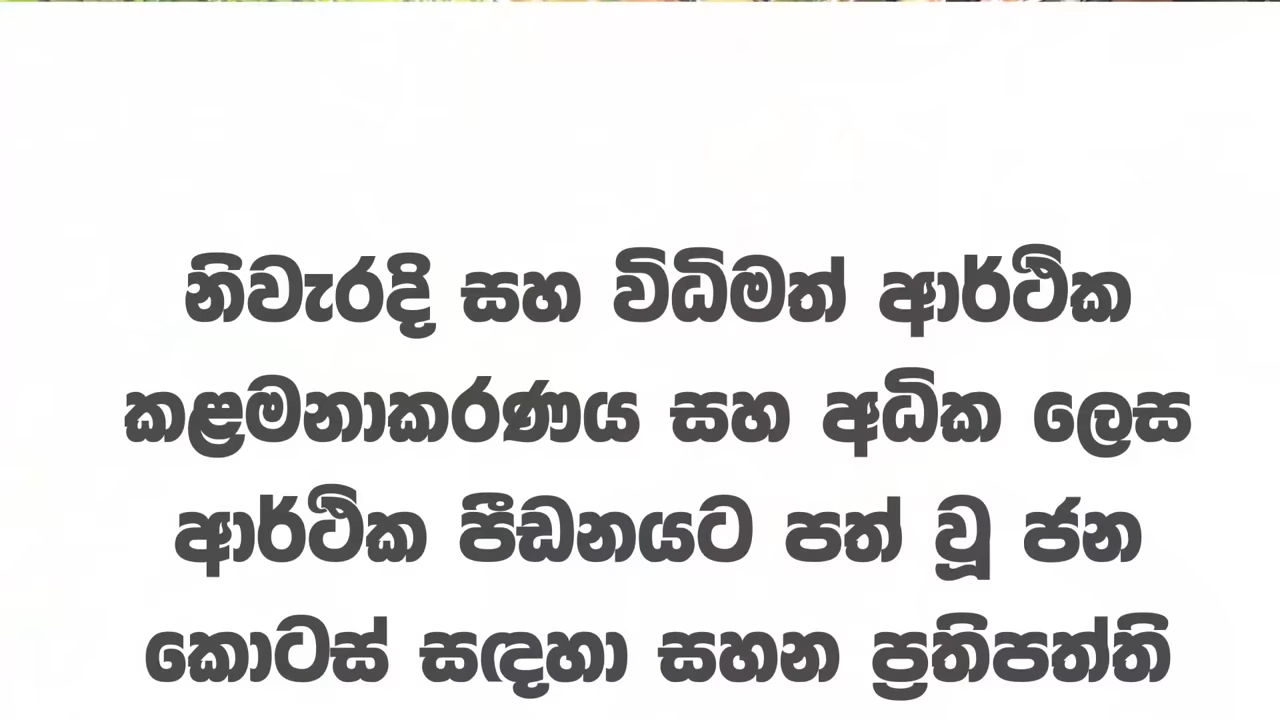 නිවැරදි සහ විධිමත් ආර්ථික
කළමනාකරණය සහ අධික ලෙස
ආර්ථික පීඩනයට පත් වූ ජන
කොටස් සඳහා සහන ප්‍රතිපත්ති